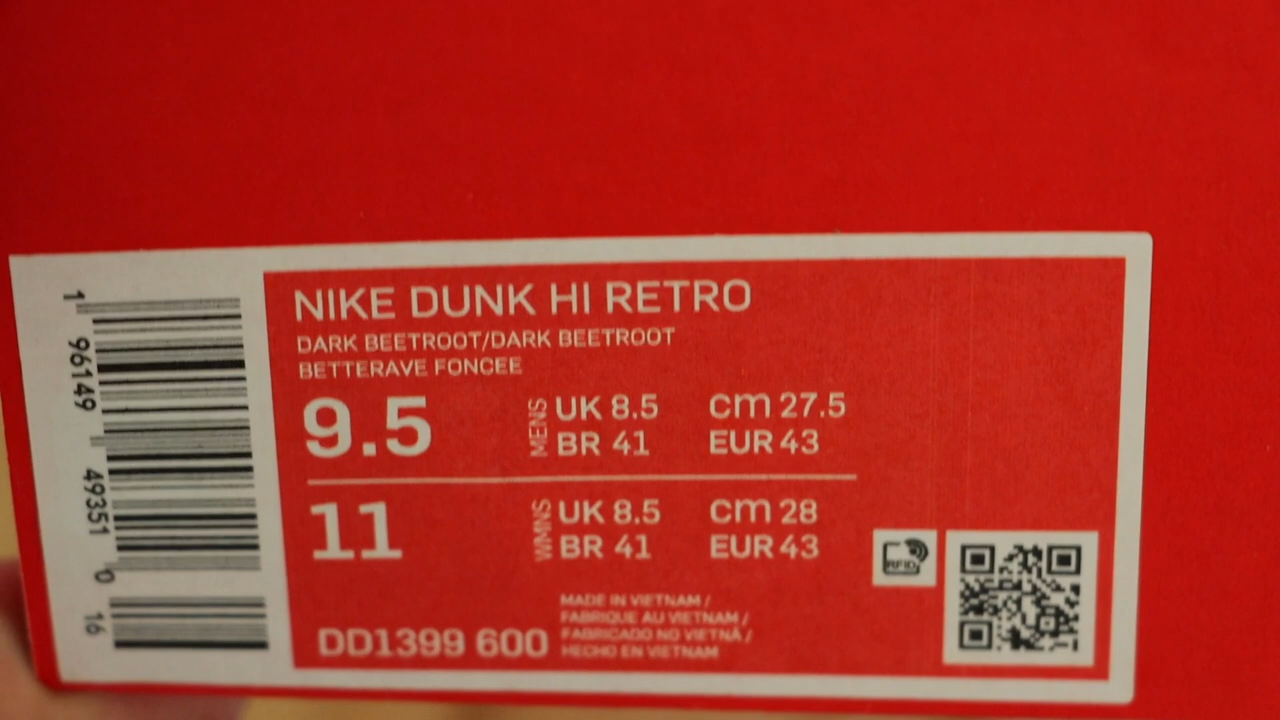 NIKE DUNK HI RETRO
DARK BEETROOT/DARK BEETROOT
BETTERAVE FONCEE
9.5 MENS UK 8.5 cm 27.5
BR 41 EUR 43
11 WMNS UK 8.5 cm 28
BR 41 EUR 43
MADE IN VIETNAM /
FABRIQUE AU VIETNAM /
FABRICADO NO VIETNÃ /
HECHO EN VIETNAM
DD1399 600
RFID
1 96149 49351 0 16